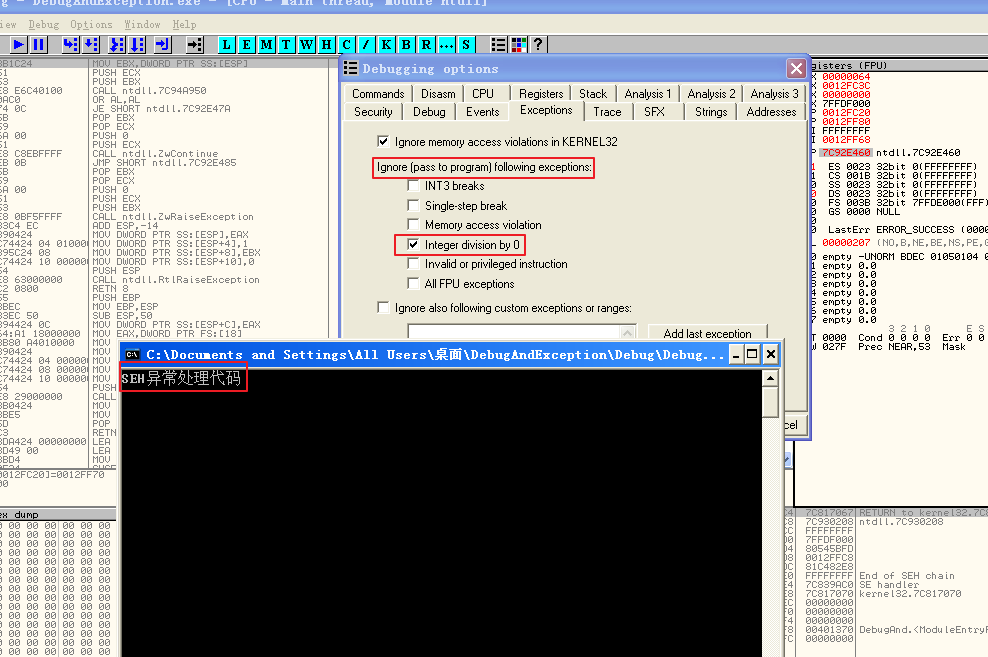 g - DebugAndException.exe - [CPU - main thread, module ntdll]
iew Debug Options Window Help
L E M T W H C / K B R ... S ?
Debugging options
Commands Disasm CPU Registers Stack Analysis 1 Analysis 2 Analysis 3
Security Debug Events Exceptions Trace SFX Strings Addresses
Ignore memory access violations in KERNEL32
Ignore (pass to program) following exceptions:
INT3 breaks
Single-step break
Memory access violation
Integer division by 0
Invalid or privileged instruction
All FPU exceptions
Ignore also following custom exceptions or ranges:
Add last exception
cel
MOV EBX,DWORD PTR SS:[ESP]
PUSH ECX
PUSH EBX
CALL ntdll.7C94A950
OR AL,AL
JE SHORT ntdll.7C92E47A
POP EBX
POP ECX
PUSH 0
PUSH ECX
CALL ntdll.ZwContinue
JMP SHORT ntdll.7C92E485
POP EBX
POP ECX
PUSH 0
PUSH ECX
PUSH EBX
CALL ntdll.ZwRaiseException
ADD ESP,-14
MOV DWORD PTR SS:[ESP],EAX
MOV DWORD PTR SS:[ESP+4],1
MOV DWORD PTR SS:[ESP+8],EBX
MOV DWORD PTR SS:[ESP+10],0
PUSH ESP
CALL ntdll.RtlRaiseException
RETN 8
PUSH EBP
MOV EBP,ESP
SUB ESP,50
MOV DWORD PTR SS:[ESP+C],EAX
MOV EAX,DWORD PTR FS:[18]
0012FC20]=0012FF70
gisters (FPU)
00000064
0012FC3C
00000000
7FFDF000
0012FC20
0012FF80
FFFFFFFF
0012FF68
7C92E460 ntdll.7C92E460
ES 0023 32bit 0(FFFFFFFF)
CS 001B 32bit 0(FFFFFFFF)
SS 0023 32bit 0(FFFFFFFF)
DS 0023 32bit 0(FFFFFFFF)
FS 003B 32bit 7FFDE000(FFF)
GS 0000 NULL
LastErr ERROR_SUCCESS (0000
00000207 (NO,B,NE,BE,NS,PE,G
empty -UNORM BDEC 01050104 0
empty 0.0
empty 0.0
empty 0.0
empty 0.0
empty 0.0
empty 0.0
empty 0.0
3 2 1 0 E S
0000 Cond 0 0 0 0 Err 0 0
027F Prec NEAR,53 Mask
C:\Documents and Settings\All Users\桌面\DebugAndException\Debug\Debug...
SEH异常处理代码
ex dump
7C817067 RETURN to kernel32.7C8
7C930208 ntdll.7C930208
FFFFFFFF
7FFDF000
80545BFD
0012FFC8
81C482E8
FFFFFFFF End of SEH chain
7C839AC0 SE handler
7C817070 kernel32.7C817070
00000000
00000000
00000000
00401370 DebugAnd.<ModuleEntryP
00000000